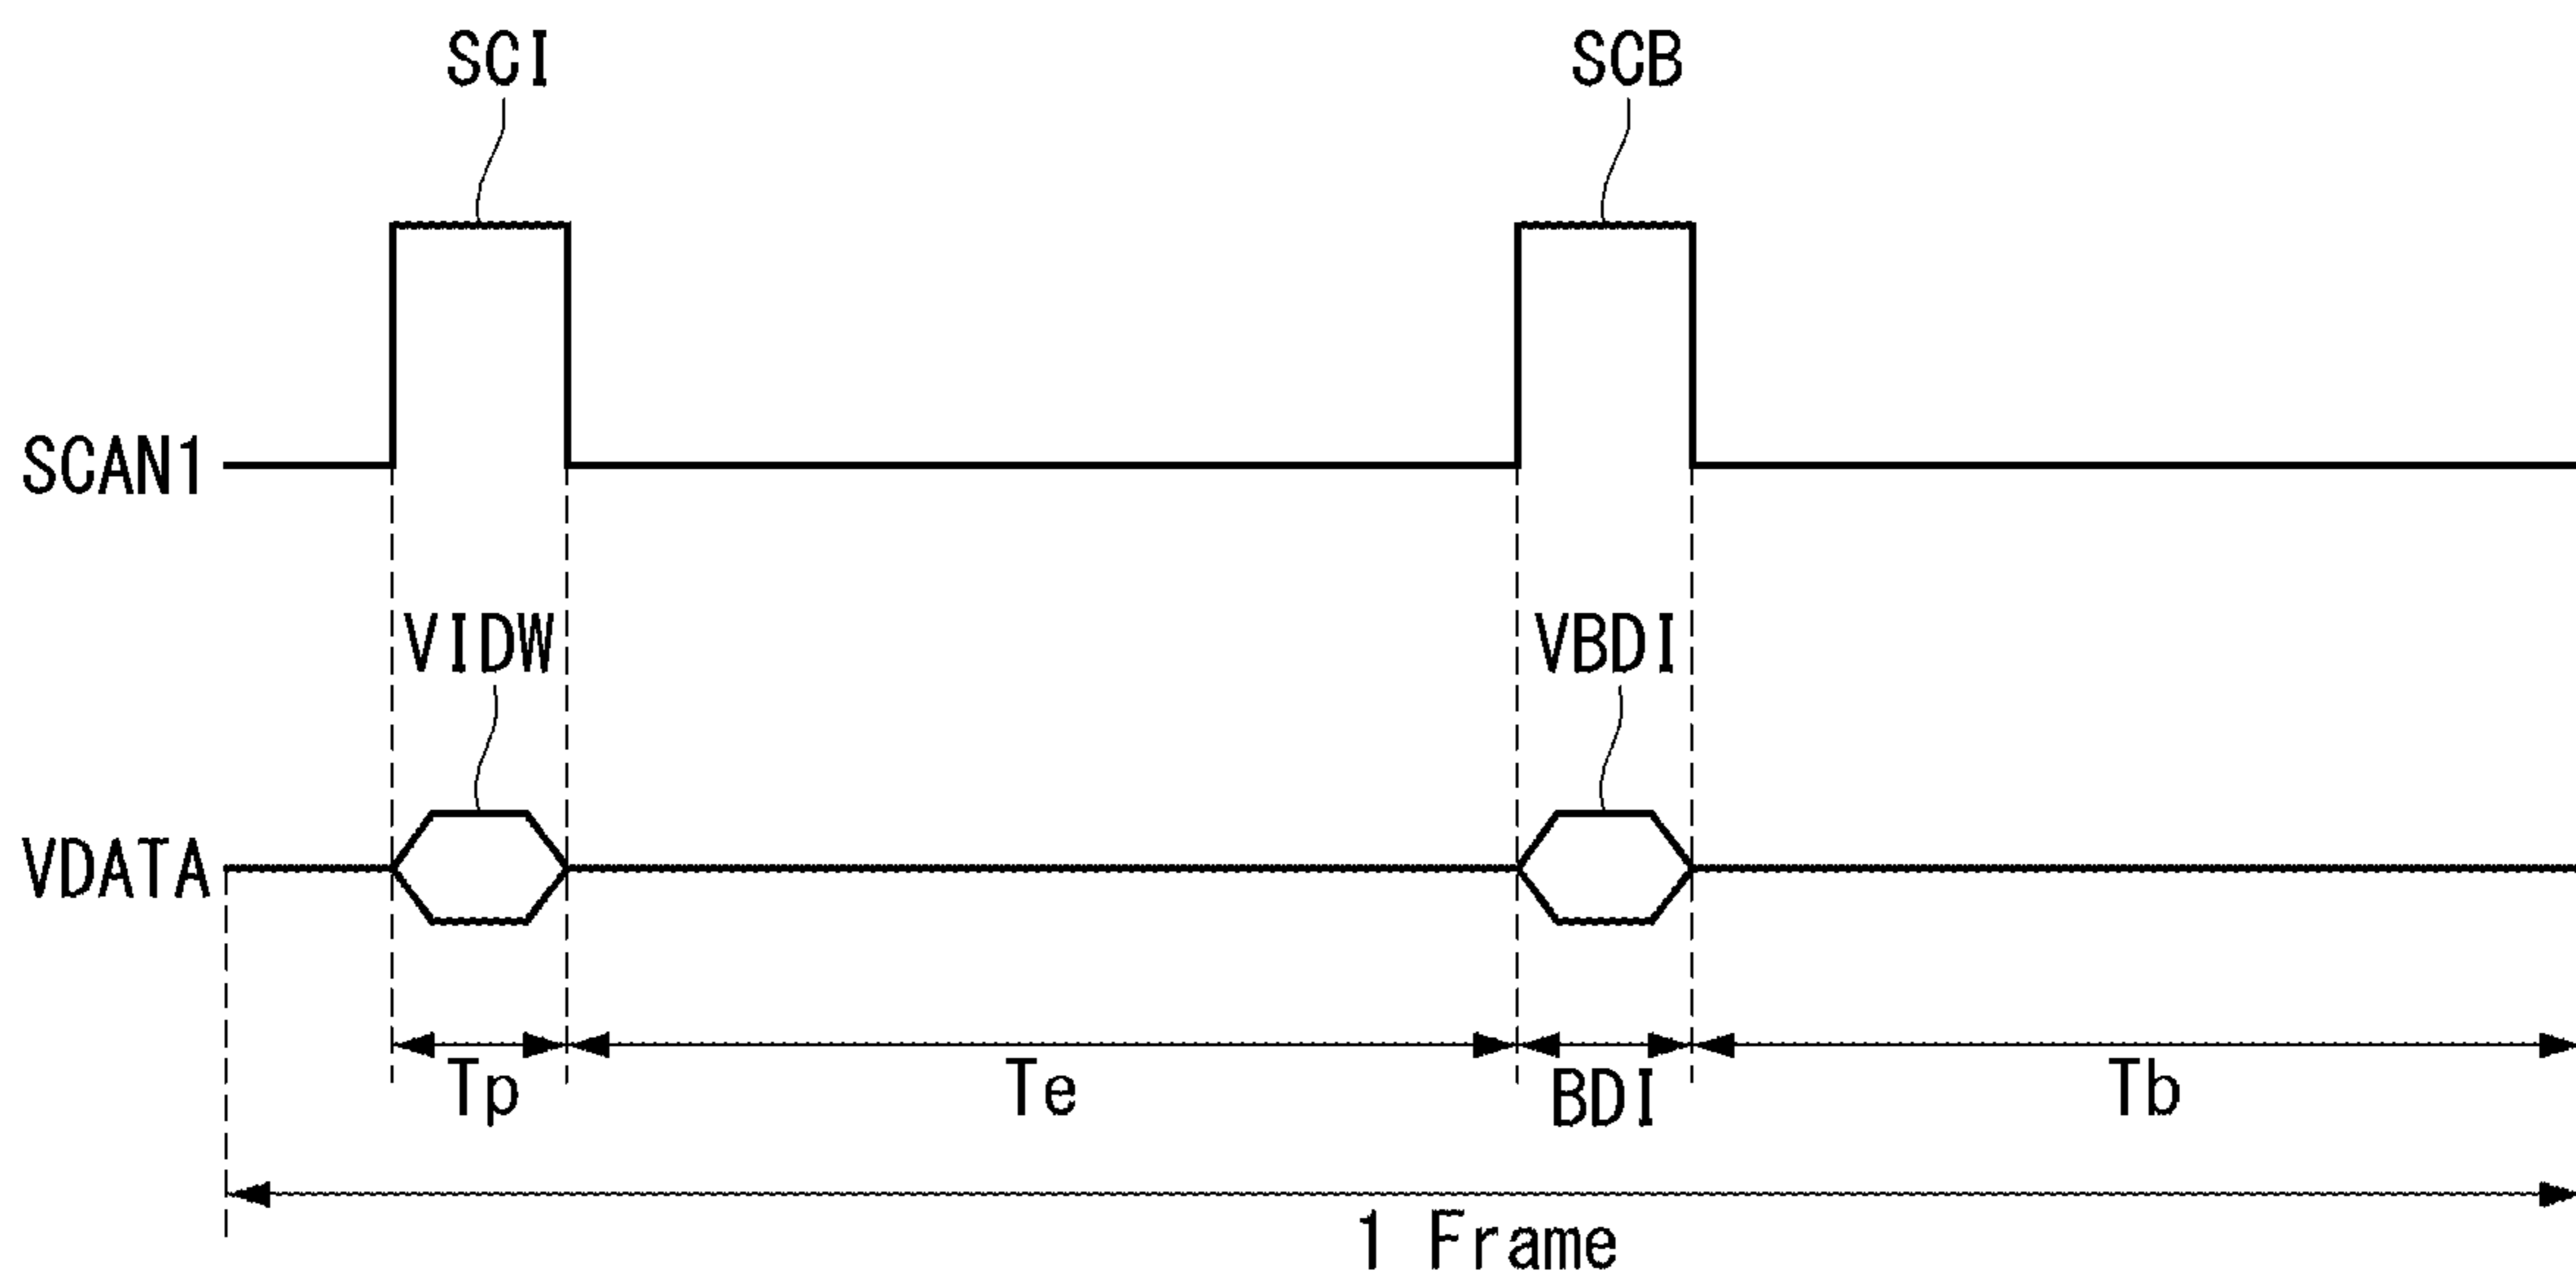 SCI SCB
SCAN1
VIDW VBDI
VDATA
Tp Te BDI Tb
1 Frame